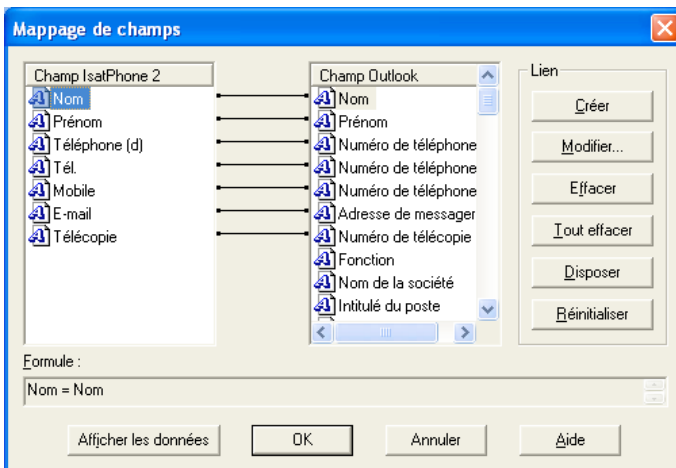 Mappage de champs
Champ IsatPhone 2
Nom
Prénom
Téléphone (d)
Tél.
Mobile
E-mail
Télécopie
Champ Outlook
Nom
Prénom
Numéro de téléphone
Numéro de téléphone
Numéro de téléphone
Adresse de messager
Numéro de télécopie
Fonction
Nom de la société
Intitulé du poste
Lien
Créer
Modifier...
Effacer
Tout effacer
Disposer
Réinitialiser
Formule :
Nom = Nom
Afficher les données
OK
Annuler
Aide